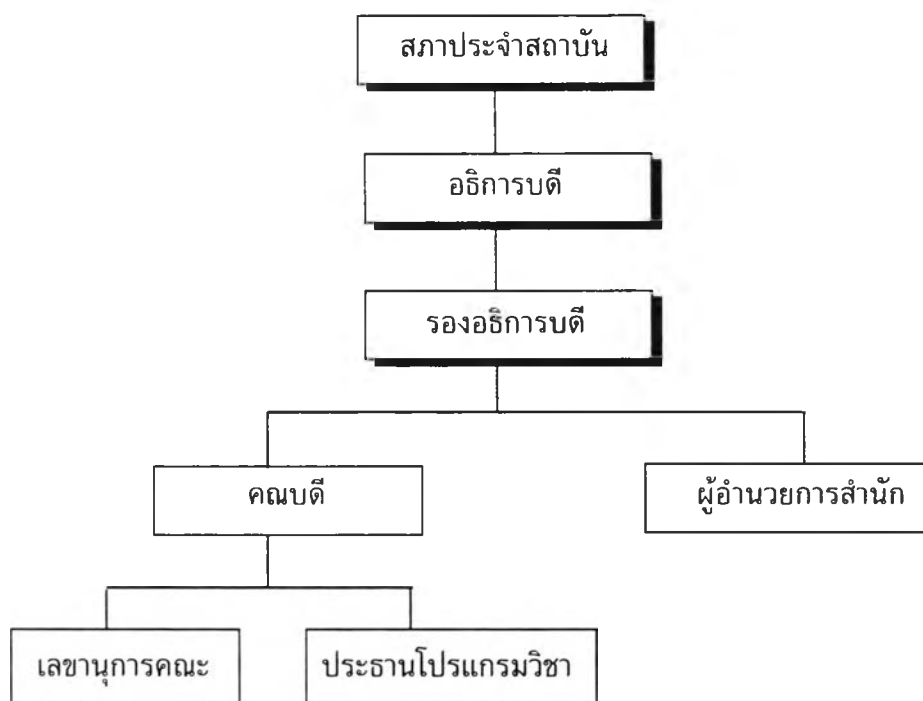 สภาประจำสถาบัน
อธิการบดี
รองอธิการบดี
คณบดี
ผู้อำนวยการสำนัก
เลขานุการคณะ
ประธานโปรแกรมวิชา